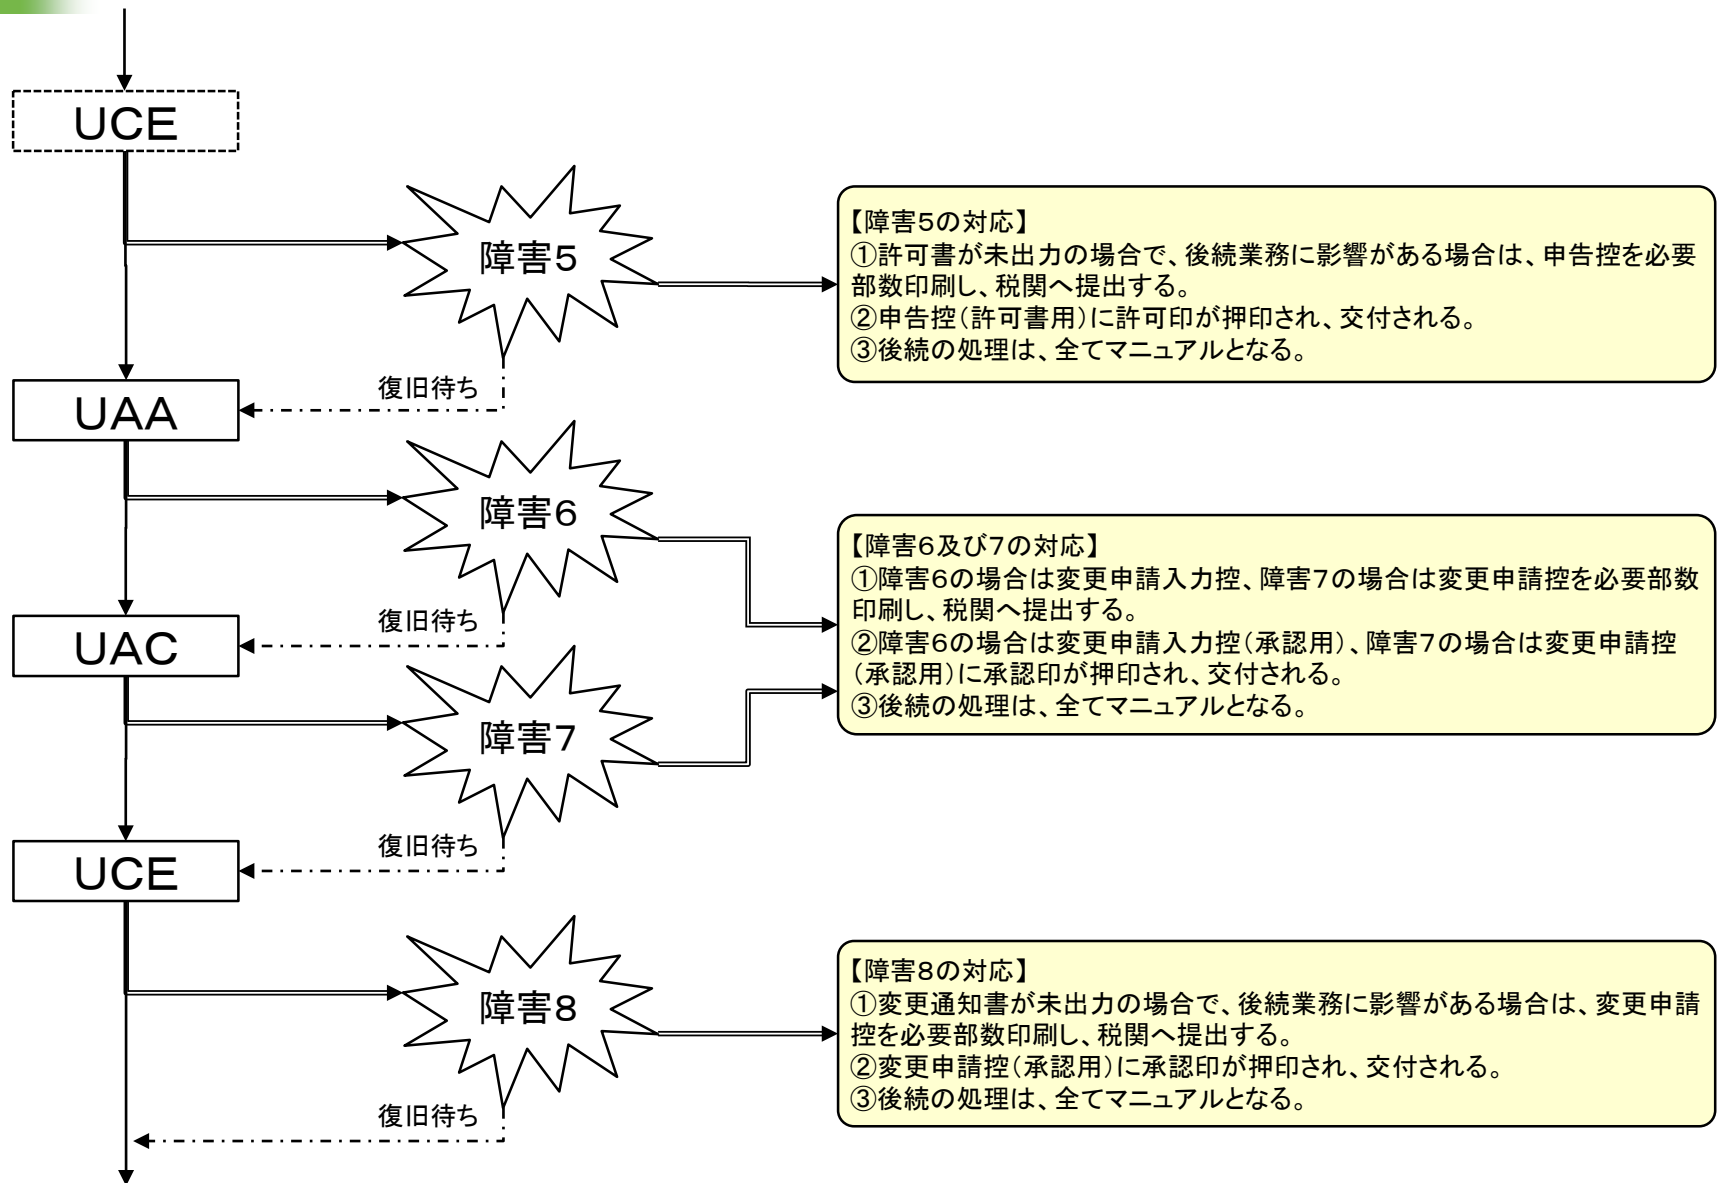 UCE
障害5
【障害5の対応】
①許可書が未出力の場合で、後続業務に影響がある場合は、申告控を必要
部数印刷し、税関へ提出する。
②申告控（許可書用）に許可印が押印され、交付される。
③後続の処理は、全てマニュアルとなる。
復旧待ち
UAA
障害6
【障害6及び7の対応】
①障害6の場合は変更申請入力控、障害7の場合は変更申請控を必要部数
印刷し、税関へ提出する。
②障害6の場合は変更申請入力控（承認用）、障害7の場合は変更申請控
（承認用）に承認印が押印され、交付される。
③後続の処理は、全てマニュアルとなる。
復旧待ち
UAC
障害7
復旧待ち
UCE
障害8
【障害8の対応】
①変更通知書が未出力の場合で、後続業務に影響がある場合は、変更申請
控を必要部数印刷し、税関へ提出する。
②変更申請控（承認用）に承認印が押印され、交付される。
③後続の処理は、全てマニュアルとなる。
復旧待ち